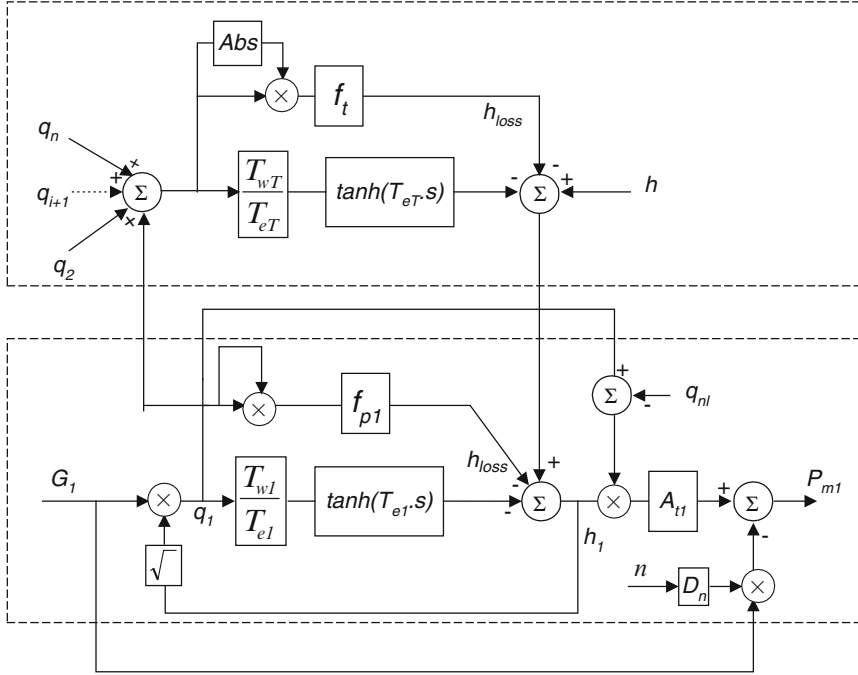 Abs
×
f_t
h_loss
q_n
+
+
q_{i+1}
Σ
+
q_2
T_wT
T_eT
tanh(T_eT.s)
-
-
+
Σ
h
×
f_p1
h_loss
+
Σ
-
q_nl
G_1
×
q_1
T_w1
T_e1
tanh(T_e1.s)
-
-
+
Σ
h_1
×
A_t1
+
Σ
-
P_m1
√
n
D_n
×